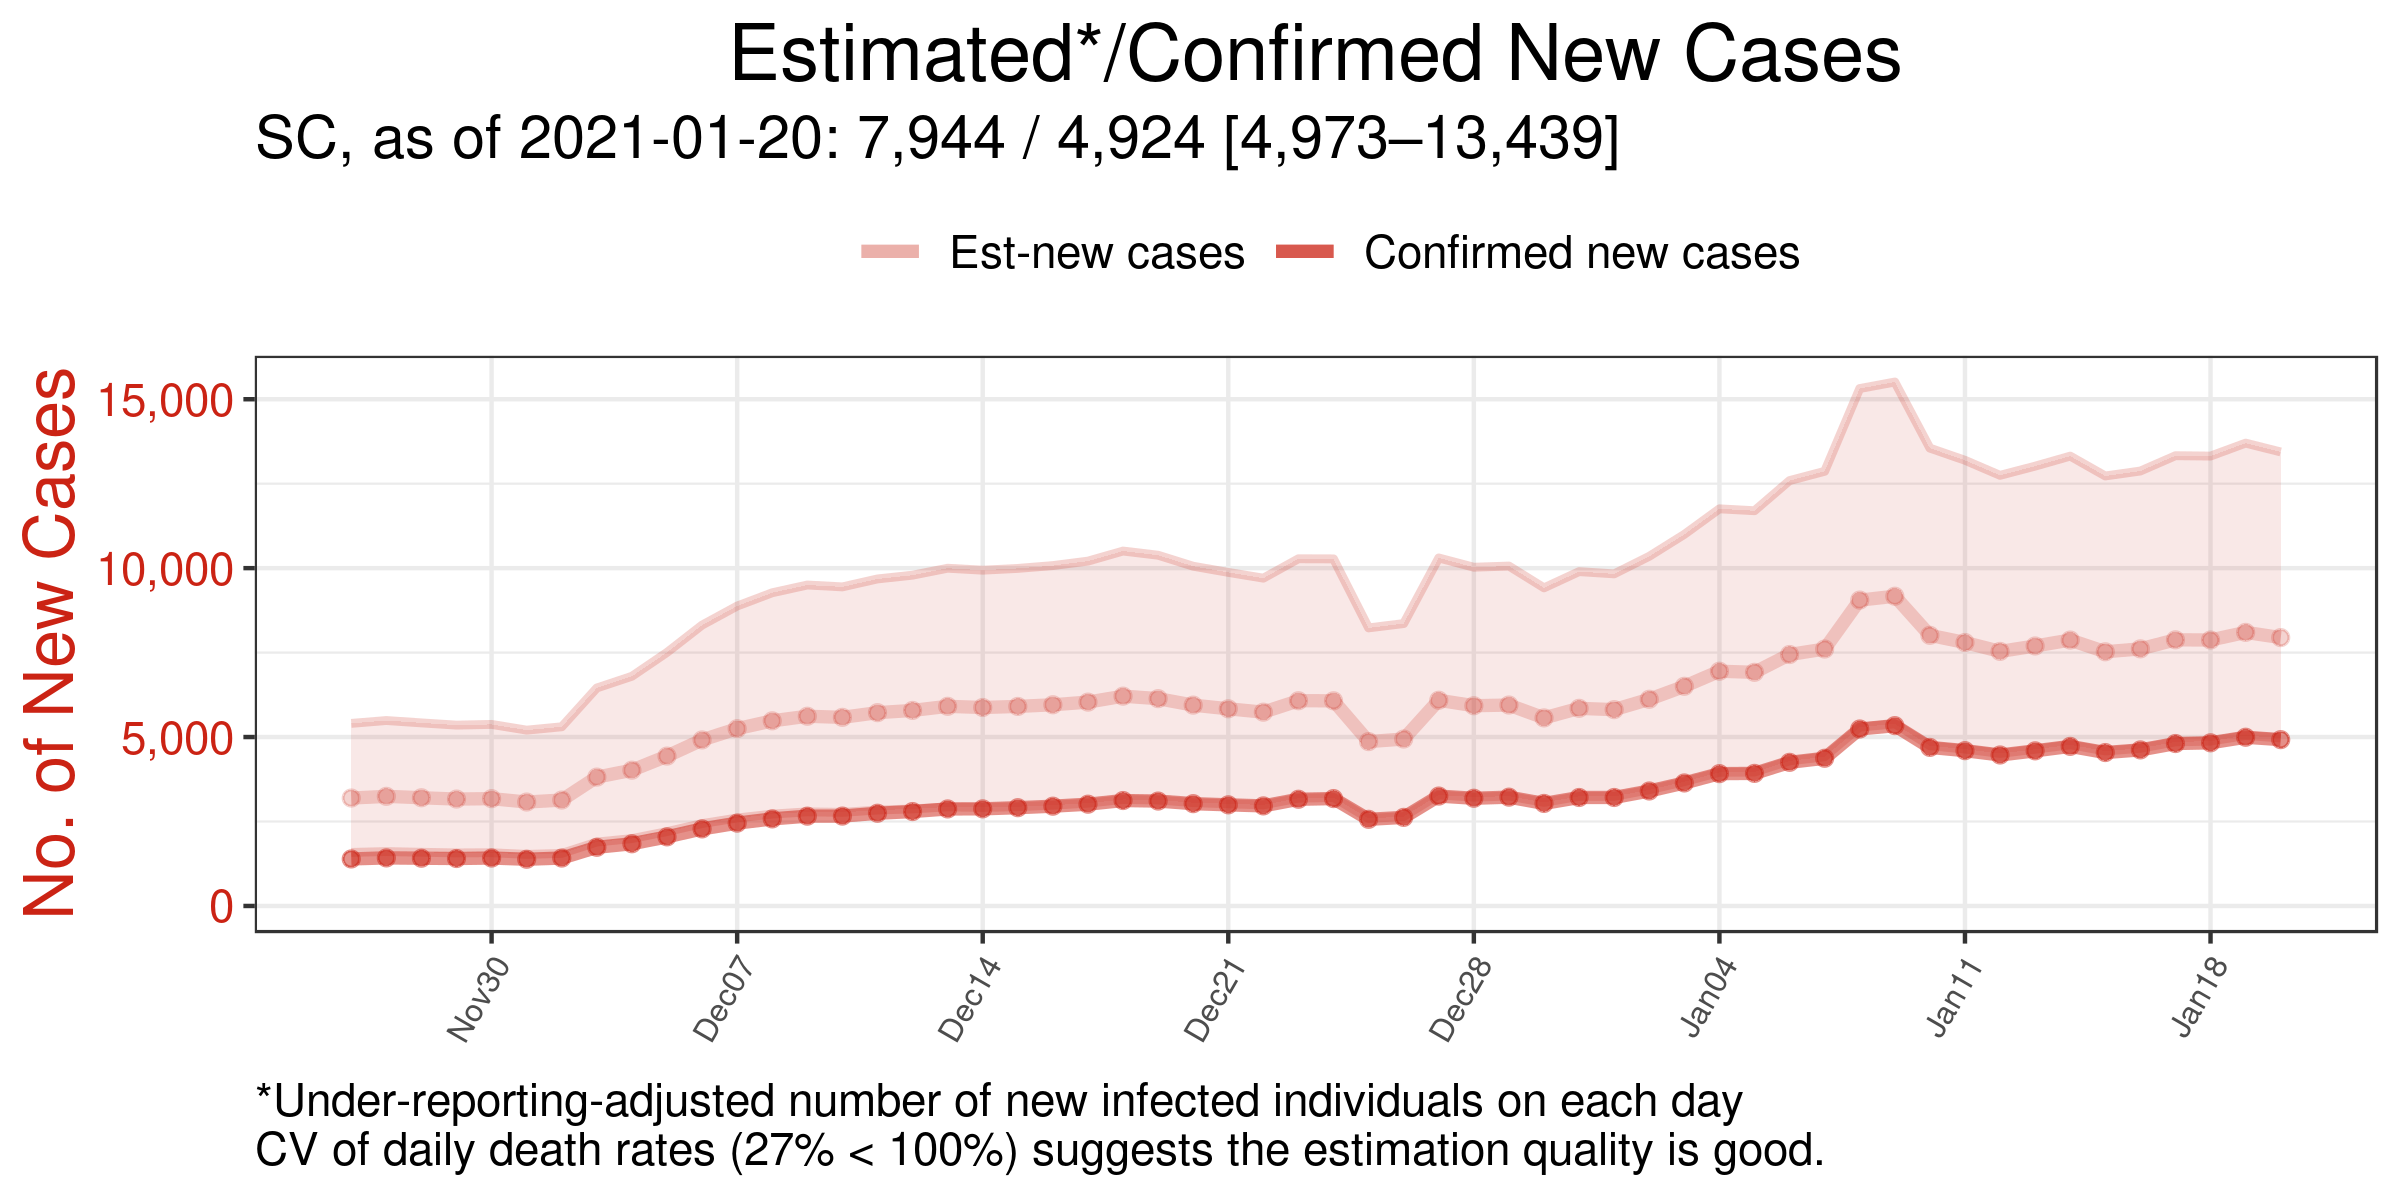 Estimated*/Confirmed New Cases
SC, as of 2021-01-20: 7,944 / 4,924 [4,973–13,439]
Est-new cases
Confirmed new cases
No. of New Cases
15,000
10,000
5,000
0
Nov30
Dec07
Dec14
Dec21
Dec28
Jan04
Jan11
Jan18
*Under-reporting-adjusted number of new infected individuals on each day
CV of daily death rates (27% < 100%) suggests the estimation quality is good.